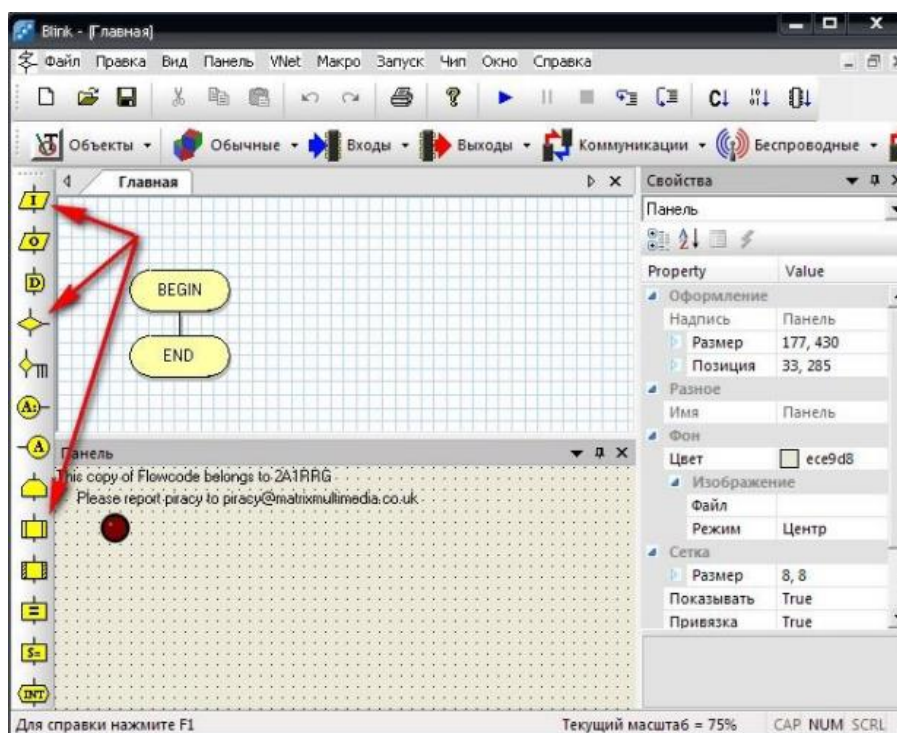 Blink - [Главная]
Файл Правка Вид Панель VNet Макро Запуск Чип Окно Справка
Объекты Обычные Входы Выходы Коммуникации Беспроводные
Главная
I
O
D
A:
A
=
S=
INT
BEGIN
END
Панель
This copy of Flowcode belongs to 2A1RRG
Please report piracy to piracy@matrixmultimedia.co.uk
Свойства
Панель
Property Value
Оформление
Надпись Панель
Размер 177, 430
Позиция 33, 285
Разное
Имя Панель
Фон
Цвет ece9d8
Изображение
Файл
Режим Центр
Сетка
Размер 8, 8
Показывать True
Привязка True
Для справки нажмите F1
Текущий масштаб = 75% CAP NUM SCRL